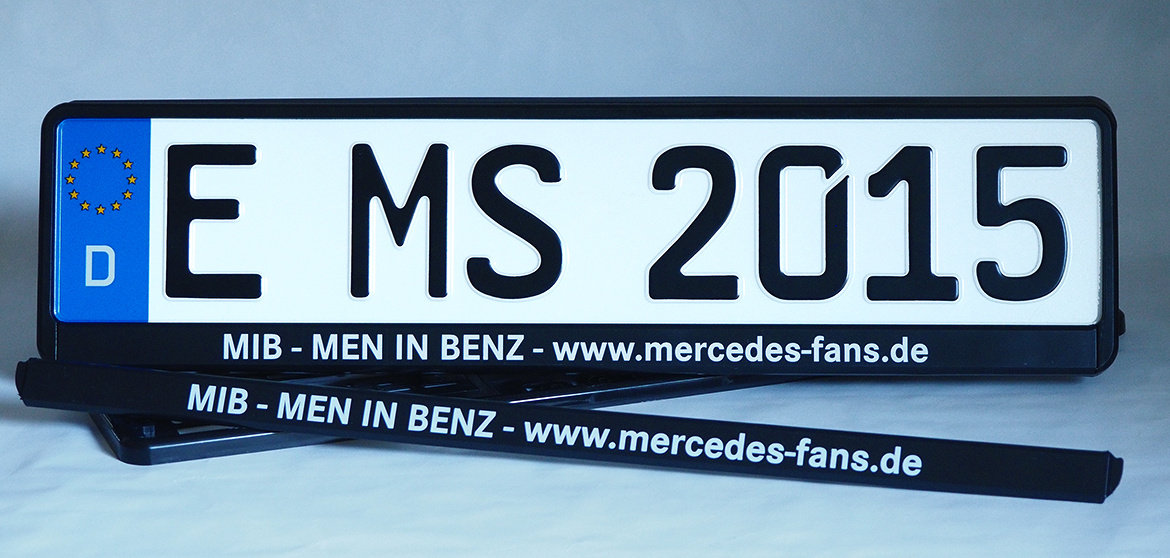 D
E MS 2015
MIB - MEN IN BENZ - www.mercedes-fans.de
MIB - MEN IN BENZ - www.mercedes-fans.de